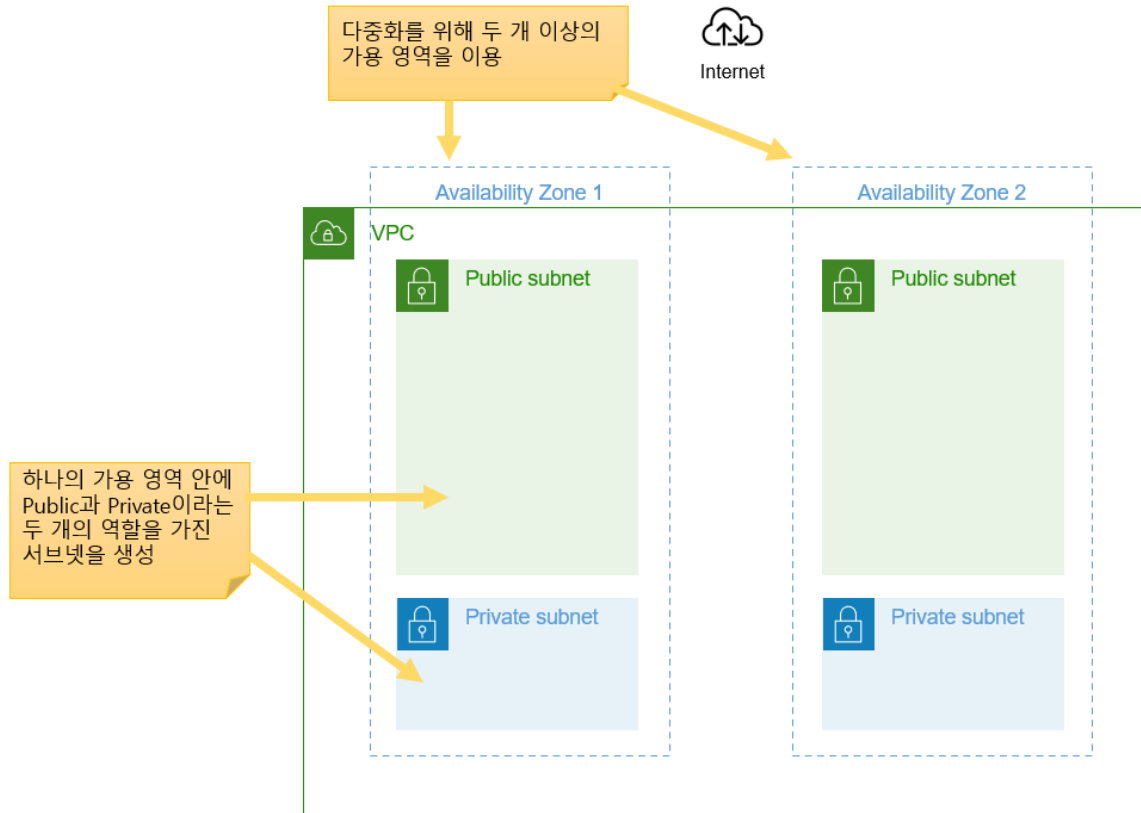 다중화를 위해 두 개 이상의
가용 영역을 이용
Internet
Availability Zone 1
Availability Zone 2
VPC
Public subnet
Public subnet
하나의 가용 영역 안에
Public과 Private이라는
두 개의 역할을 가진
서브넷을 생성
Private subnet
Private subnet